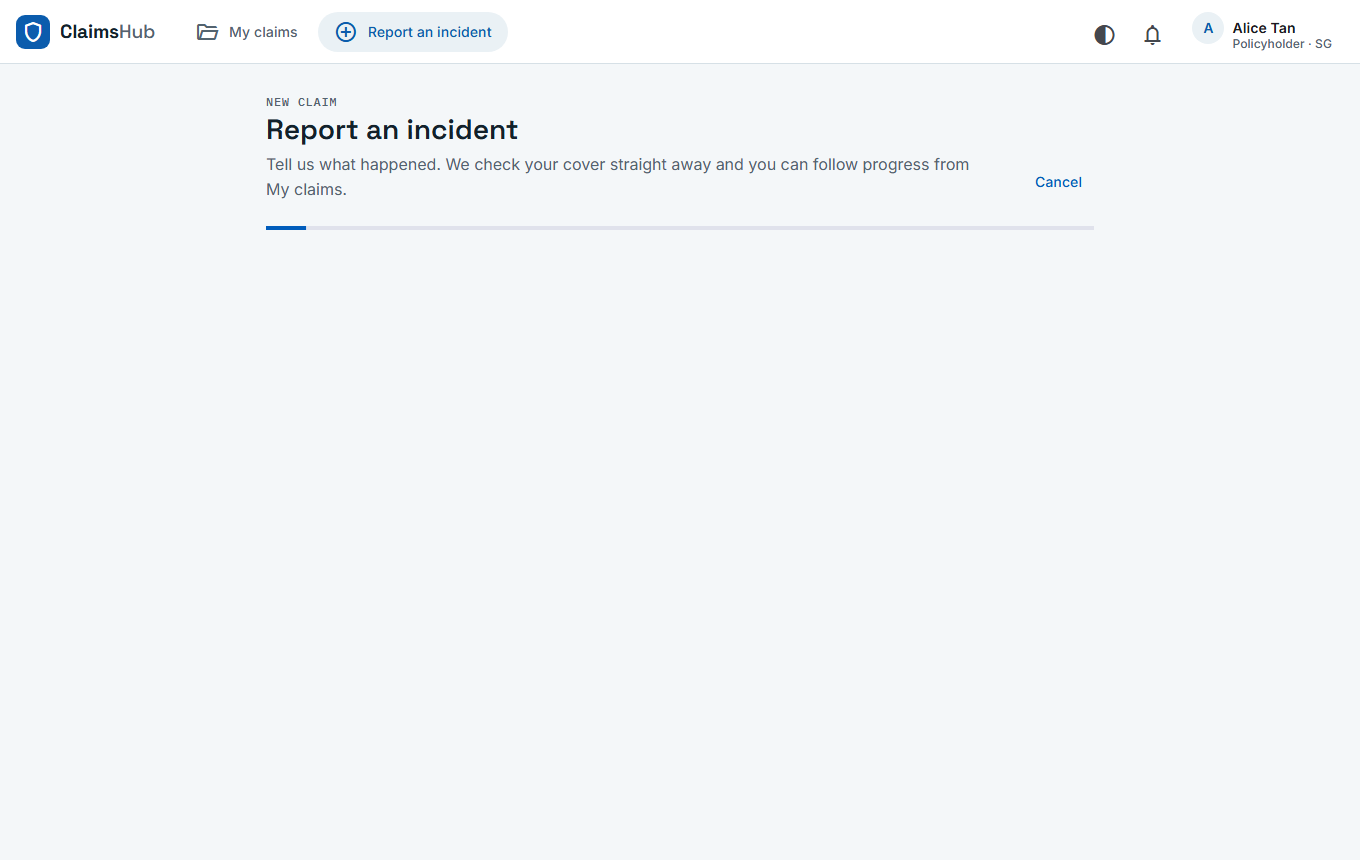 ClaimsHub
My claims
Report an incident
A
Alice Tan
Policyholder · SG
NEW CLAIM
Report an incident
Tell us what happened. We check your cover straight away and you can follow progress from
My claims.
Cancel